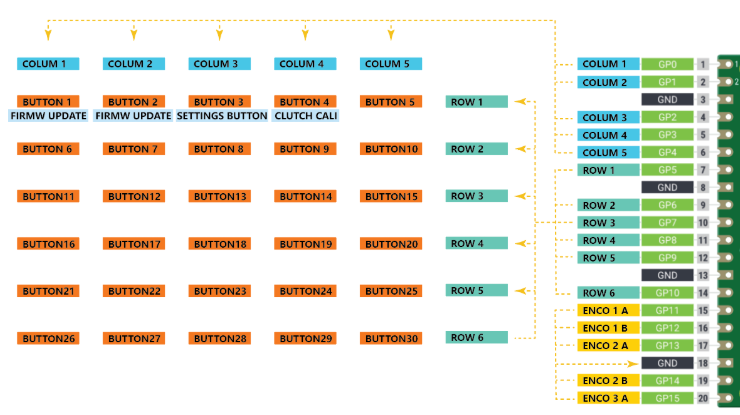 COLUM 1 COLUM 2 COLUM 3 COLUM 4 COLUM 5
BUTTON 1 BUTTON 2 BUTTON 3 BUTTON 4 BUTTON 5 ROW 1
FIRMW UPDATE FIRMW UPDATE SETTINGS BUTTON CLUTCH CALI
BUTTON 6 BUTTON 7 BUTTON 8 BUTTON 9 BUTTON10 ROW 2
BUTTON11 BUTTON12 BUTTON13 BUTTON14 BUTTON15 ROW 3
BUTTON16 BUTTON17 BUTTON18 BUTTON19 BUTTON20 ROW 4
BUTTON21 BUTTON22 BUTTON23 BUTTON24 BUTTON25 ROW 5
BUTTON26 BUTTON27 BUTTON28 BUTTON29 BUTTON30 ROW 6
COLUM 1 GP0 1 1
COLUM 2 GP1 2 2
GND 3
COLUM 3 GP2 4
COLUM 4 GP3 5
COLUM 5 GP4 6
ROW 1 GP5 7
GND 8
ROW 2 GP6 9
ROW 3 GP7 10
ROW 4 GP8 11
ROW 5 GP9 12
GND 13
ROW 6 GP10 14
ENCO 1 A GP11 15
ENCO 1 B GP12 16
ENCO 2 A GP13 17
GND 18
ENCO 2 B GP14 19
ENCO 3 A GP15 20